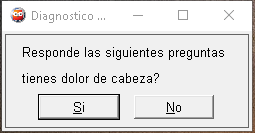 Diagnostico ...
Responde las siguientes preguntas
tienes dolor de cabeza?
Si No